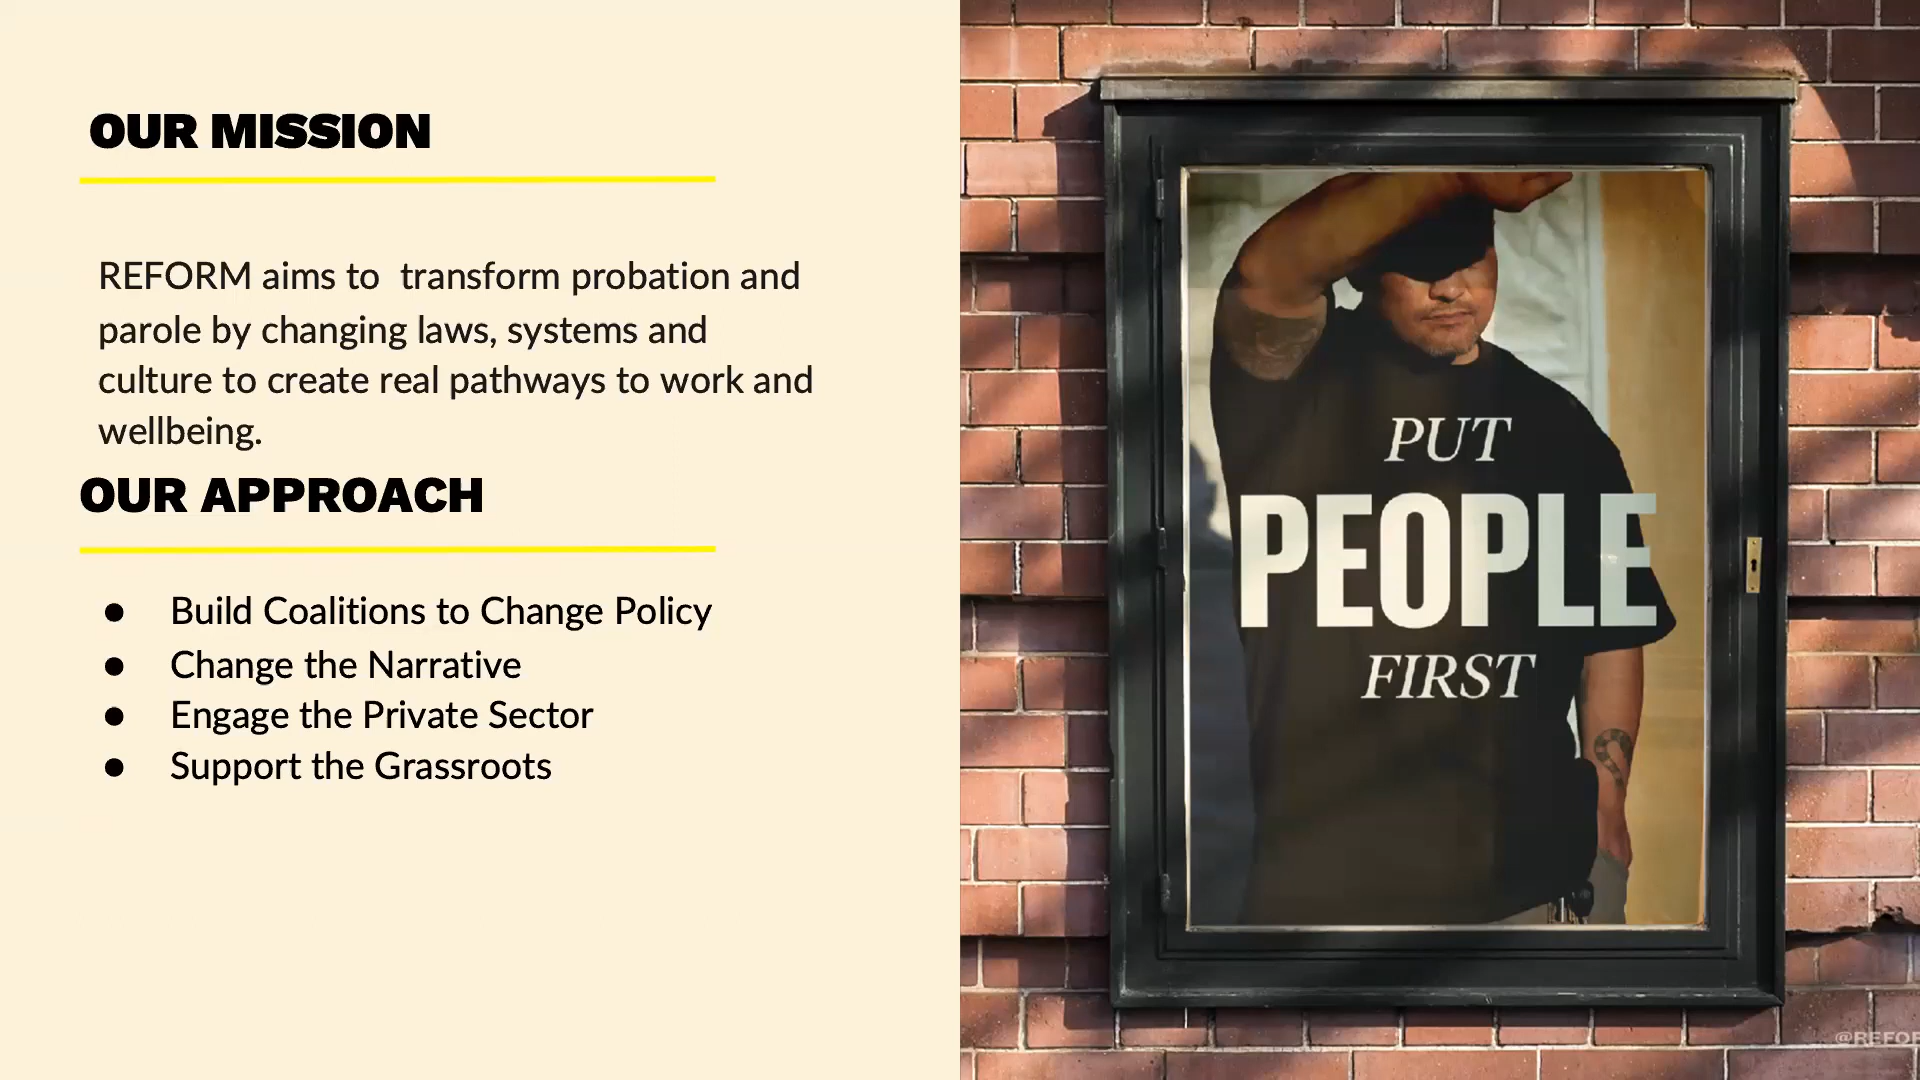 OUR MISSION
REFORM aims to  transform probation and
parole by changing laws, systems and
culture to create real pathways to work and
wellbeing.
OUR APPROACH
● Build Coalitions to Change Policy
● Change the Narrative
● Engage the Private Sector
● Support the Grassroots
PUT
PEOPLE
FIRST
@REFOR